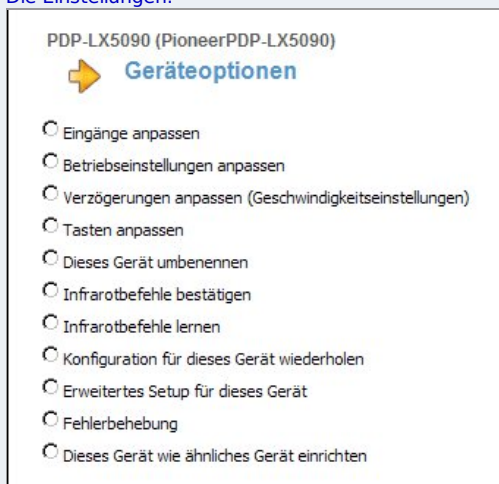 Die Einstellungen:
PDP-LX5090 (PioneerPDP-LX5090)
Geräteoptionen
Eingänge anpassen
Betriebseinstellungen anpassen
Verzögerungen anpassen (Geschwindigkeitseinstellungen)
Tasten anpassen
Dieses Gerät umbenennen
Infrarotbefehle bestätigen
Infrarotbefehle lernen
Konfiguration für dieses Gerät wiederholen
Erweitertes Setup für dieses Gerät
Fehlerbehebung
Dieses Gerät wie ähnliches Gerät einrichten